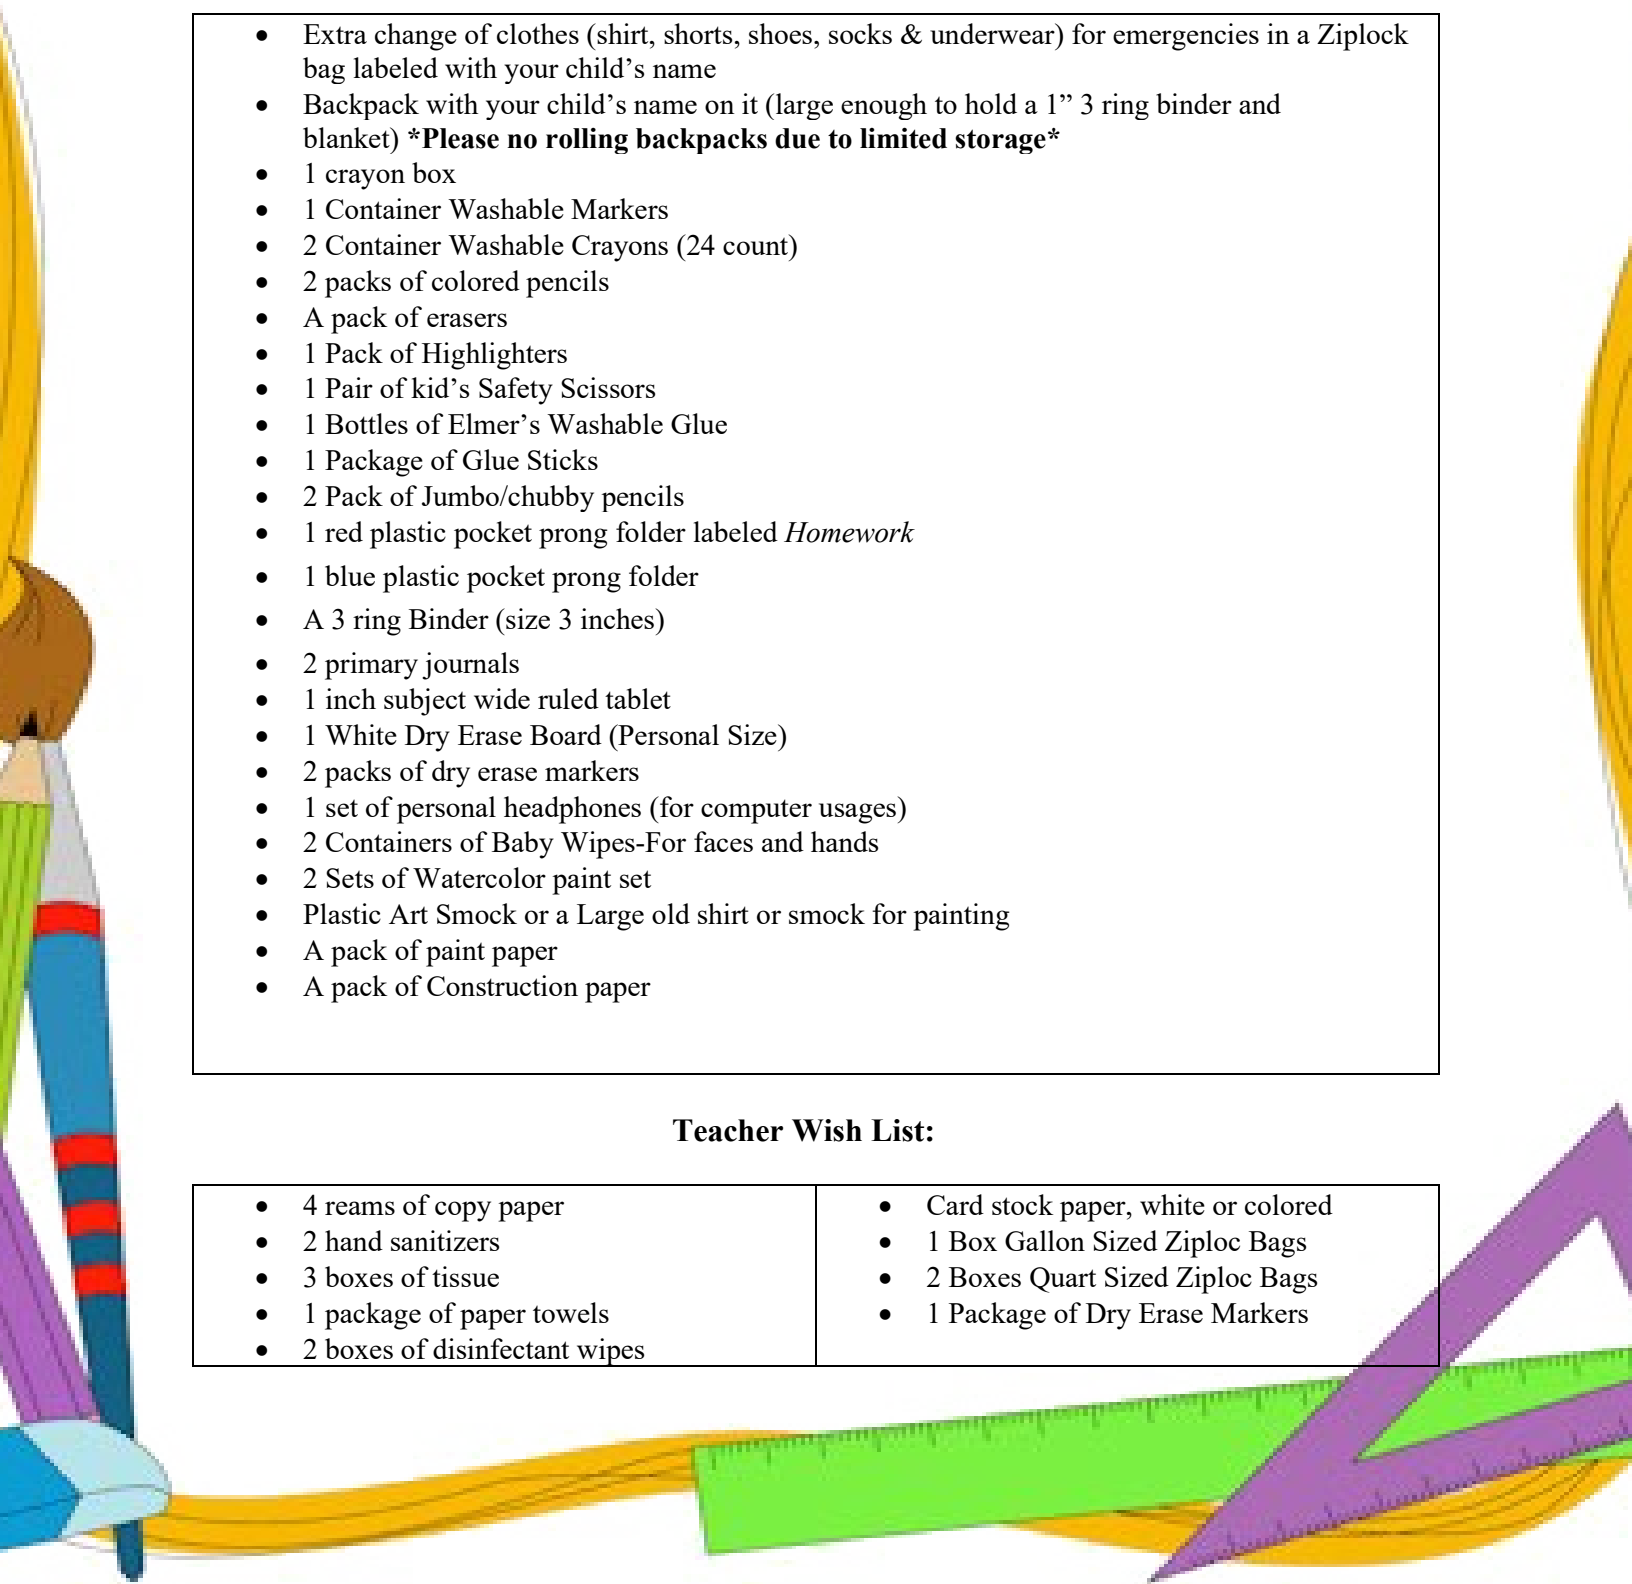 • Extra change of clothes (shirt, shorts, shoes, socks & underwear) for emergencies in a Ziplock
bag labeled with your child’s name
• Backpack with your child’s name on it (large enough to hold a 1” 3 ring binder and
blanket) *Please no rolling backpacks due to limited storage*
• 1 crayon box
• 1 Container Washable Markers
• 2 Container Washable Crayons (24 count)
• 2 packs of colored pencils
• A pack of erasers
• 1 Pack of Highlighters
• 1 Pair of kid’s Safety Scissors
• 1 Bottles of Elmer’s Washable Glue
• 1 Package of Glue Sticks
• 2 Pack of Jumbo/chubby pencils
• 1 red plastic pocket prong folder labeled Homework
• 1 blue plastic pocket prong folder
• A 3 ring Binder (size 3 inches)
• 2 primary journals
• 1 inch subject wide ruled tablet
• 1 White Dry Erase Board (Personal Size)
• 2 packs of dry erase markers
• 1 set of personal headphones (for computer usages)
• 2 Containers of Baby Wipes-For faces and hands
• 2 Sets of Watercolor paint set
• Plastic Art Smock or a Large old shirt or smock for painting
• A pack of paint paper
• A pack of Construction paper
Teacher Wish List:
• 4 reams of copy paper
• 2 hand sanitizers
• 3 boxes of tissue
• 1 package of paper towels
• 2 boxes of disinfectant wipes
• Card stock paper, white or colored
• 1 Box Gallon Sized Ziploc Bags
• 2 Boxes Quart Sized Ziploc Bags
• 1 Package of Dry Erase Markers